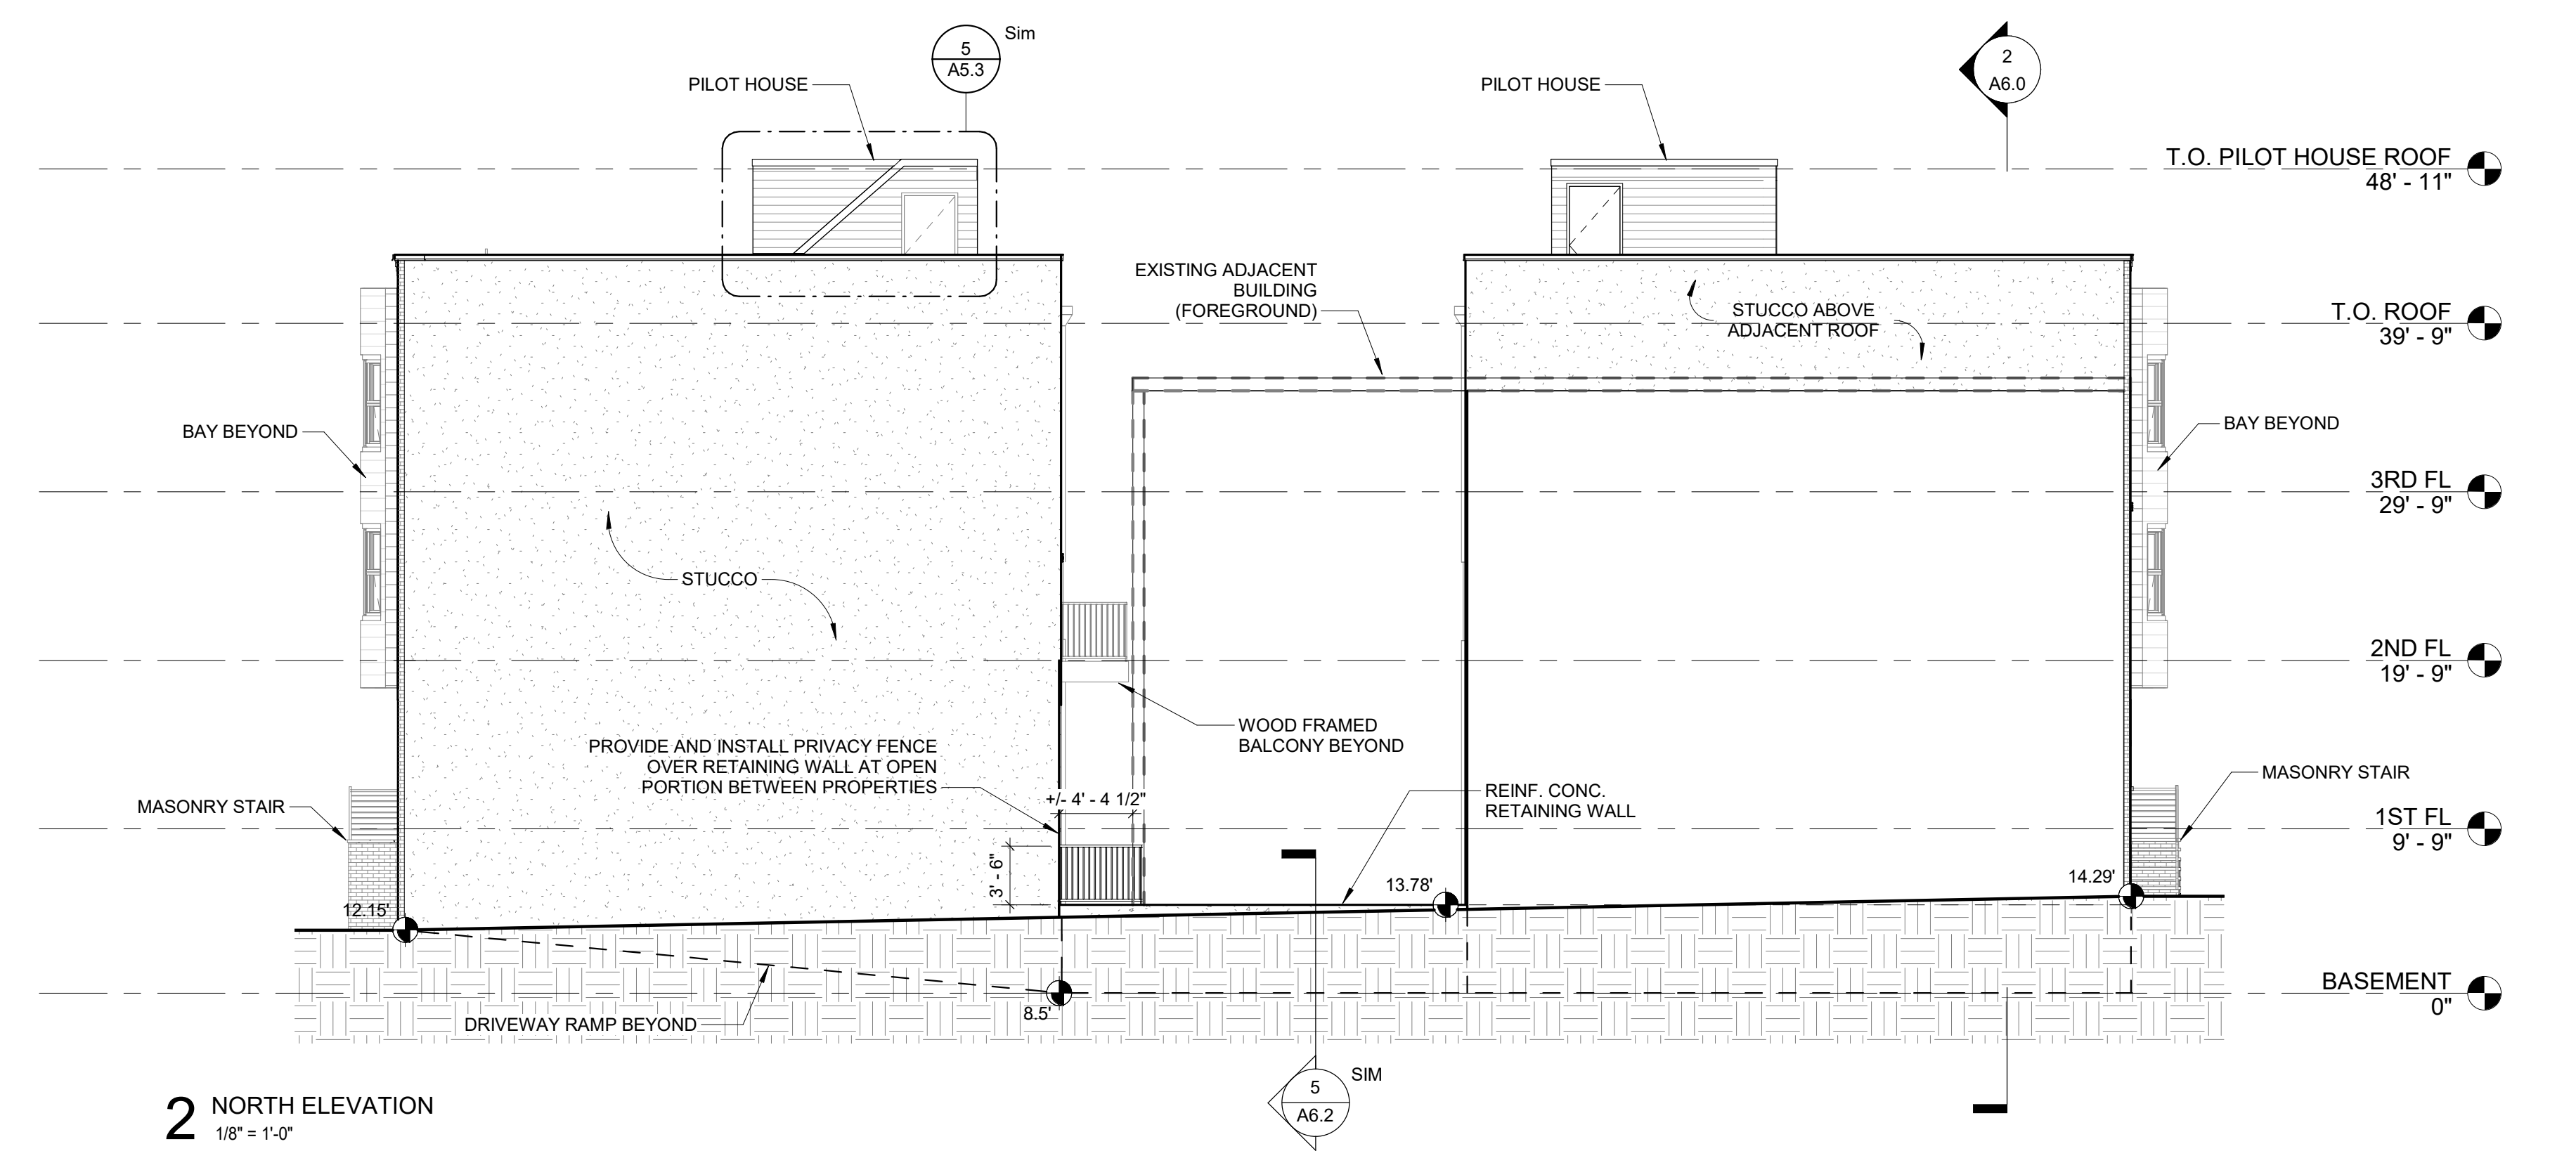 5
A5.3
Sim
2
A6.0
PILOT HOUSE
PILOT HOUSE
T.O. PILOT HOUSE ROOF
48' - 11"
EXISTING ADJACENT
BUILDING
(FOREGROUND)
STUCCO ABOVE
ADJACENT ROOF
T.O. ROOF
39' - 9"
BAY BEYOND
BAY BEYOND
3RD FL
29' - 9"
STUCCO
2ND FL
19' - 9"
WOOD FRAMED
BALCONY BEYOND
PROVIDE AND INSTALL PRIVACY FENCE
OVER RETAINING WALL AT OPEN
PORTION BETWEEN PROPERTIES
MASONRY STAIR
+/- 4' - 4 1/2"
REINF. CONC.
RETAINING WALL
MASONRY STAIR
1ST FL
9' - 9"
3' - 6"
12.15'
13.78'
14.29'
8.5'
DRIVEWAY RAMP BEYOND
BASEMENT
0"
5
A6.2
SIM
2 NORTH ELEVATION
1/8" = 1'-0"